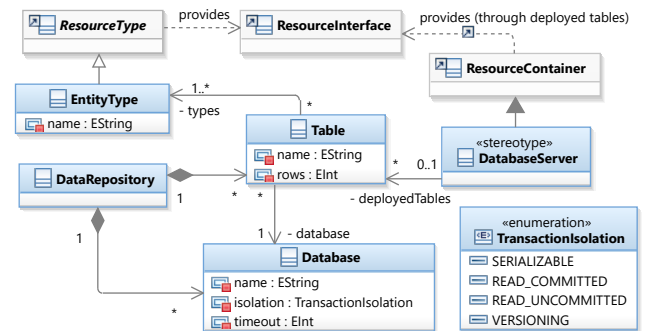 ResourceType
provides
ResourceInterface
provides (through deployed tables)
ResourceContainer
EntityType
name : EString
1..*
*
- types
Table
name : EString
rows : EInt
«stereotype»
DatabaseServer
*
0..1
- deployedTables
DataRepository
1
*
*
1
1
- database
Database
name : EString
isolation : TransactionIsolation
timeout : EInt
*
«enumeration»
TransactionIsolation
SERIALIZABLE
READ_COMMITTED
READ_UNCOMMITTED
VERSIONING